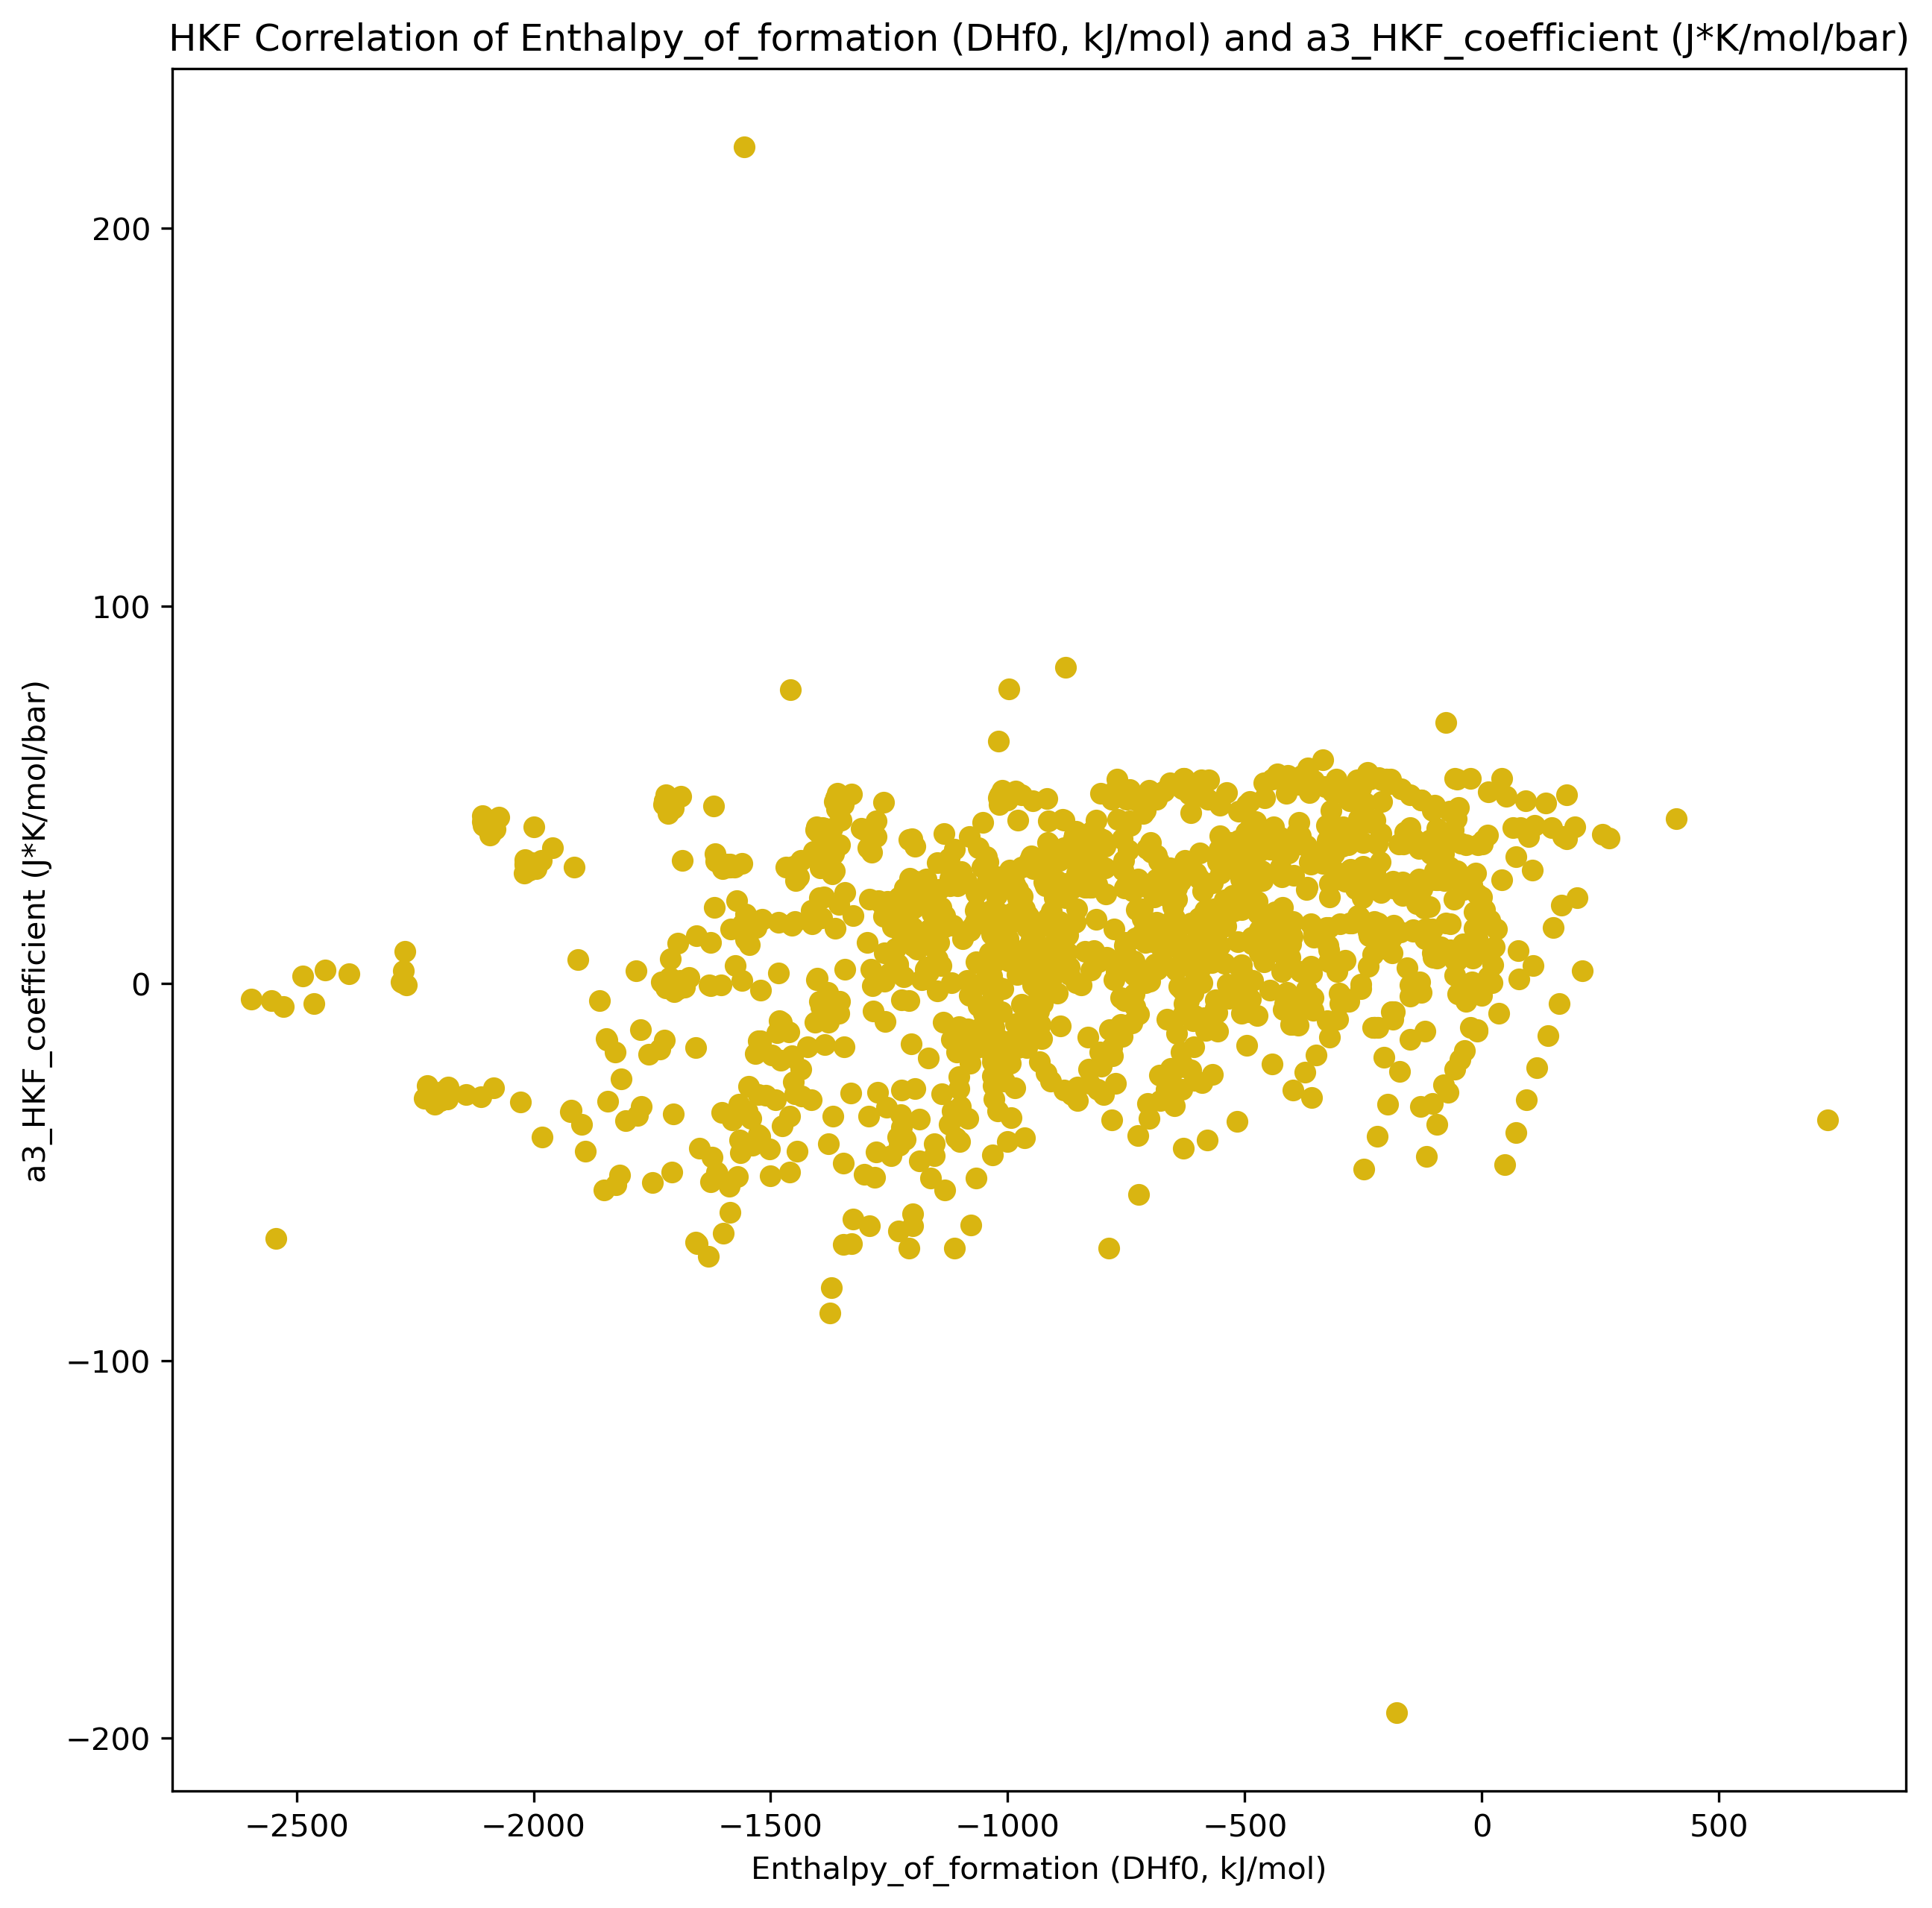 HKF Correlation of Enthalpy_of_formation (DHf0, kJ/mol) and a3_HKF_coefficient (J*K/mol/bar)
a3_HKF_coefficient (J*K/mol/bar)
200
100
0
−100
−200
−2500 −2000 −1500 −1000 −500 0 500
Enthalpy_of_formation (DHf0, kJ/mol)